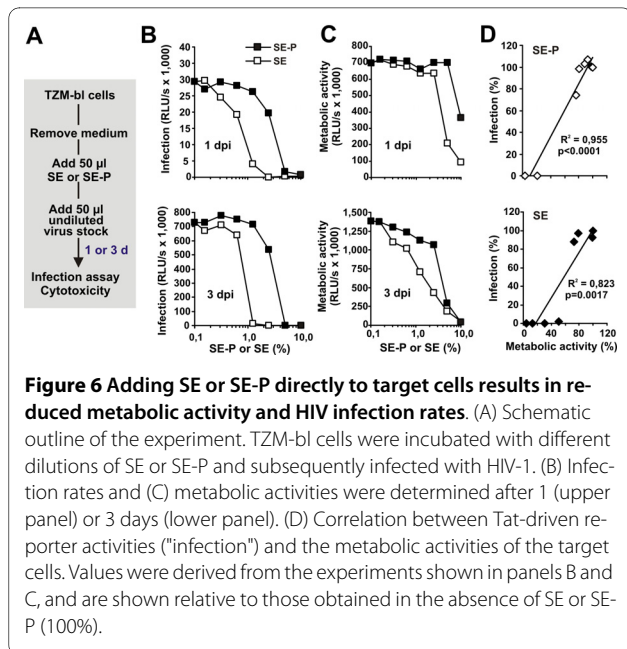 A
TZM-bl cells
Remove medium
Add 50 µl
SE or SE-P
Add 50 µl
undiluted
virus stock
1 or 3 d
Infection assay
Cytotoxicity
B
SE-P
SE
Infection (RLU/s x 1,000)
35
30
25
20
15
10
5
0
1 dpi
Infection (RLU/s x 1,000)
800
700
600
500
400
300
200
100
0
3 dpi
0,1 1,0 10,0
SE-P or SE (%)
C
Metabolic activity
(RLU/s x 1,000)
800
700
600
500
400
300
200
100
0
1 dpi
Metabolic activity
(RLU/s x 1,000)
1,500
1,250
1,000
750
500
250
0
3 dpi
0,1 1,0 10,0
SE-P or SE (%)
D
SE-P
Infection (%)
120
100
80
60
40
20
0
R² = 0,955
p<0.0001
SE
Infection (%)
120
100
80
60
40
20
0
R² = 0,823
p=0.0017
0 20 40 60 80 100 120
Metabolic activity (%)
Figure 6 Adding SE or SE-P directly to target cells results in re-
duced metabolic activity and HIV infection rates. (A) Schematic
outline of the experiment. TZM-bl cells were incubated with different
dilutions of SE or SE-P and subsequently infected with HIV-1. (B) Infec-
tion rates and (C) metabolic activities were determined after 1 (upper
panel) or 3 days (lower panel). (D) Correlation between Tat-driven re-
porter activities ("infection") and the metabolic activities of the target
cells. Values were derived from the experiments shown in panels B and
C, and are shown relative to those obtained in the absence of SE or SE-
P (100%).